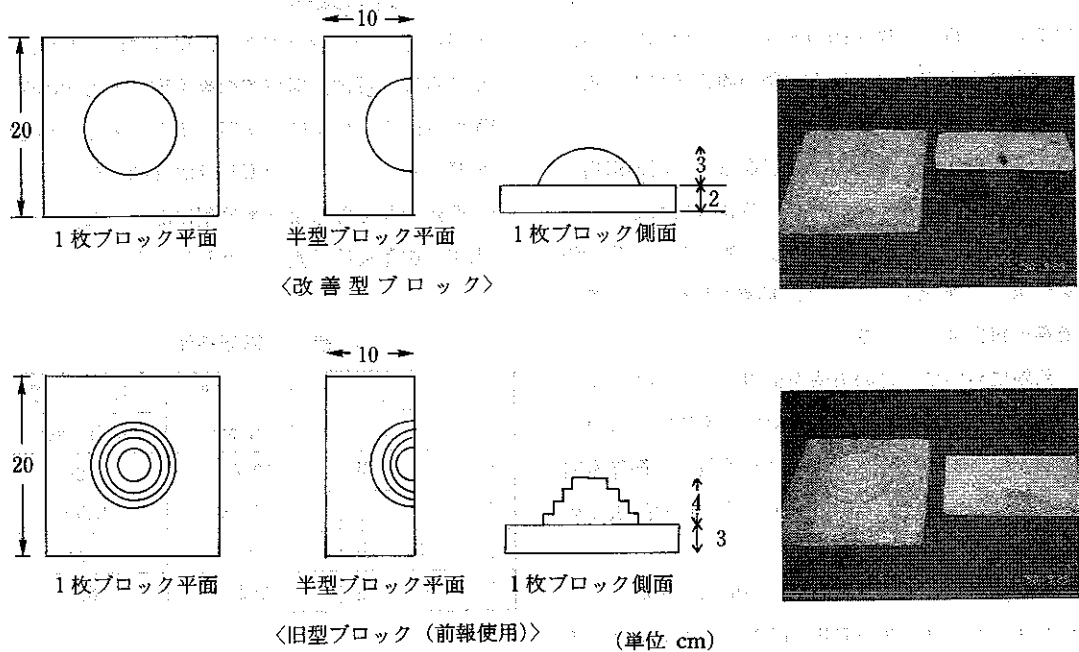 10
20
3
2
1枚ブロック平面
半型ブロック平面
1枚ブロック側面
〈改善型ブロック〉
10
20
4
3
1枚ブロック平面
半型ブロック平面
1枚ブロック側面
〈旧型ブロック (前報使用)〉
(単位 cm)